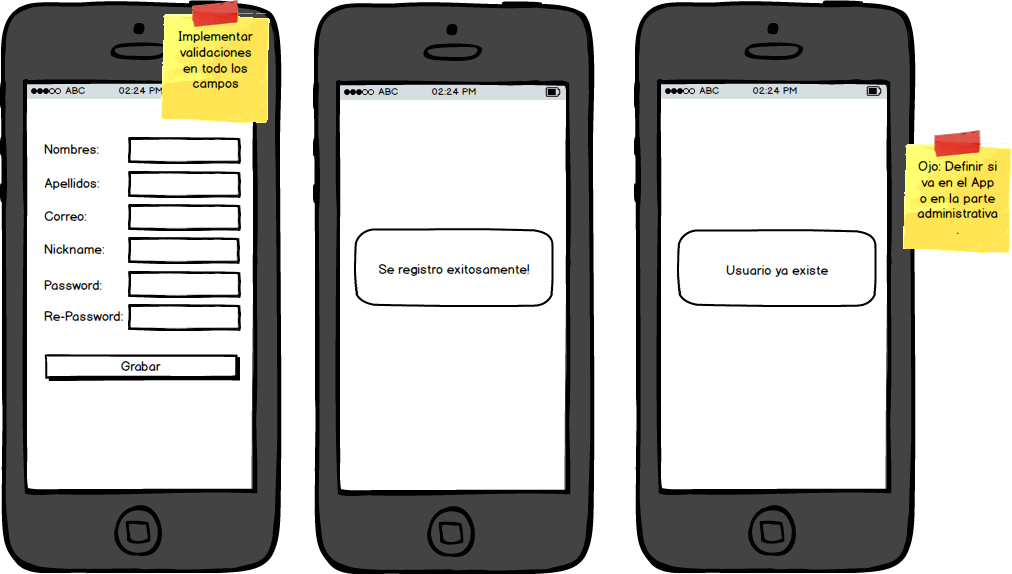 Implementar
validaciones
en todo los
campos
ABC 02:24 PM
Nombres:
Apellidos:
Correo:
Nickname:
Password:
Re-Password:
Grabar
ABC 02:24 PM
Se registro exitosamente!
ABC 02:24 PM
Usuario ya existe
Ojo: Definir si
va en el App
o en la parte
administrativa
.